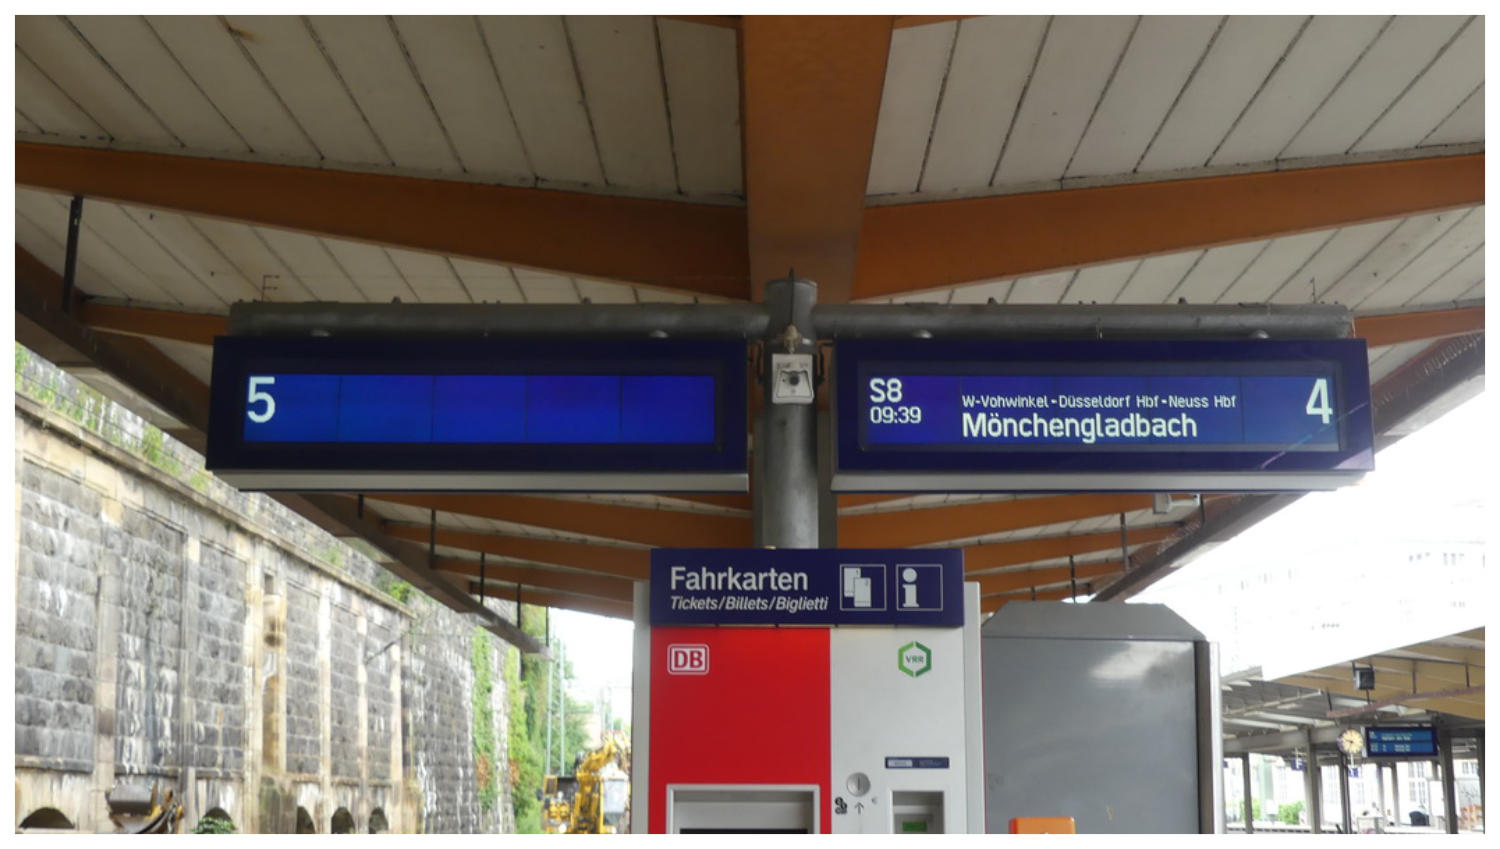 5
S8
09:39
W-Vohwinkel-Düsseldorf Hbf-Neuss Hbf
Mönchengladbach
4
Fahrkarten
Tickets/Billets/Biglietti
DB
VRR